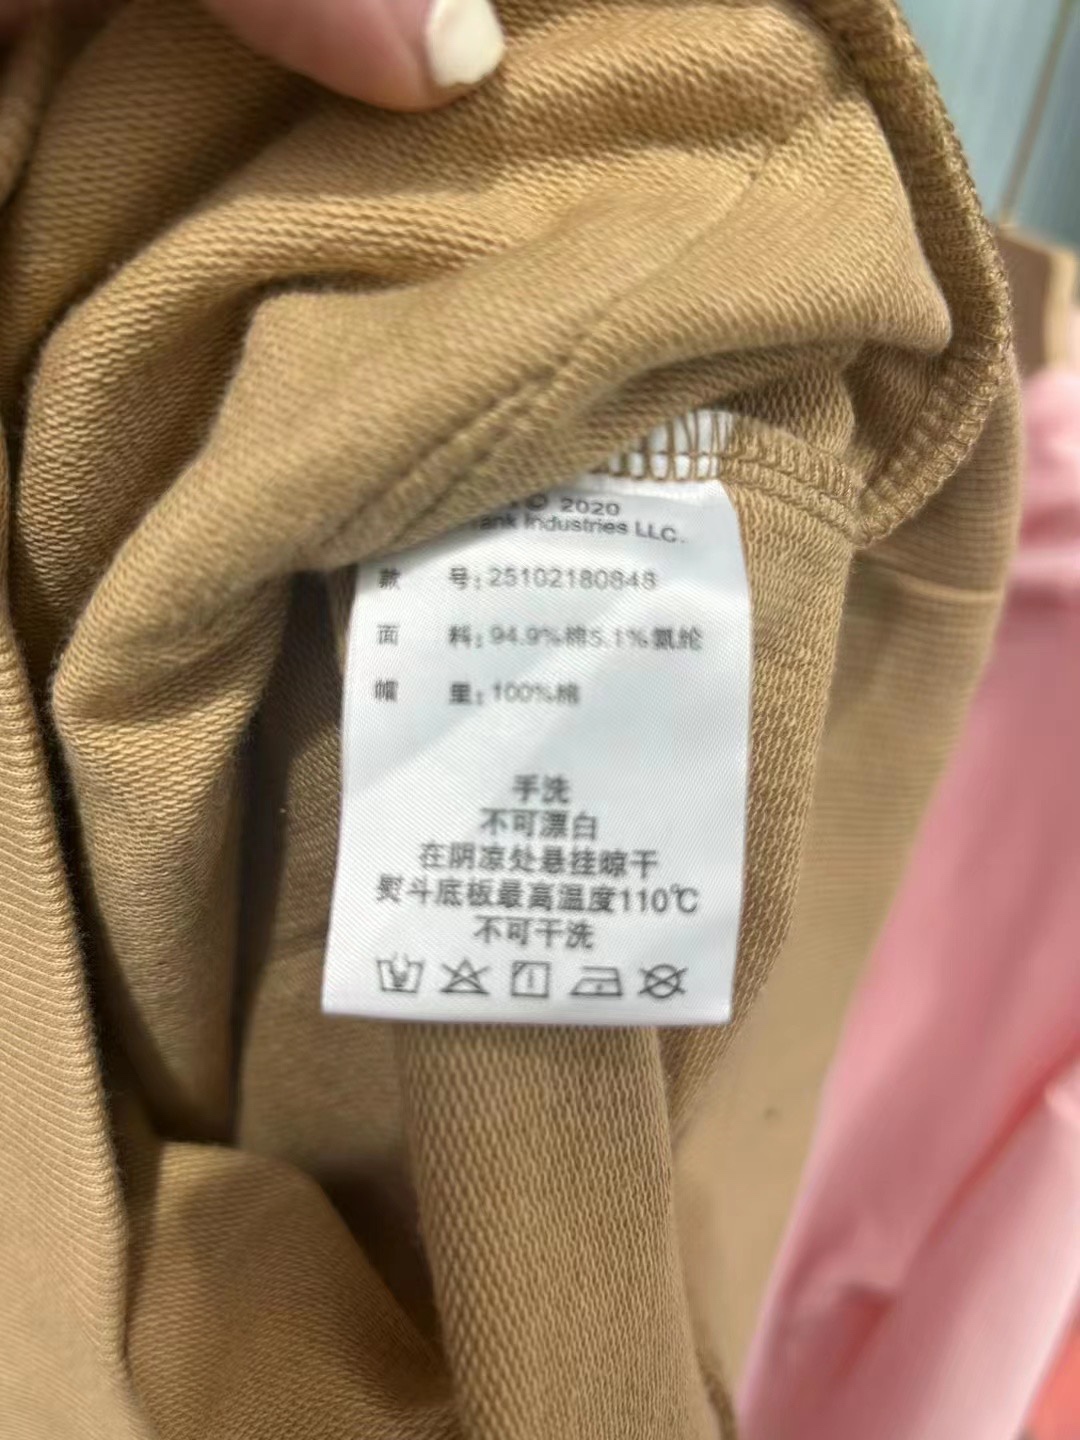 © 2020
Industries LLC.
款 号: 25102180848
面 料: 94.9%棉5.1%氨纶
帽 里: 100%棉
手洗
不可漂白
在阴凉处悬挂晾干
熨斗底板最高温度110℃
不可干洗